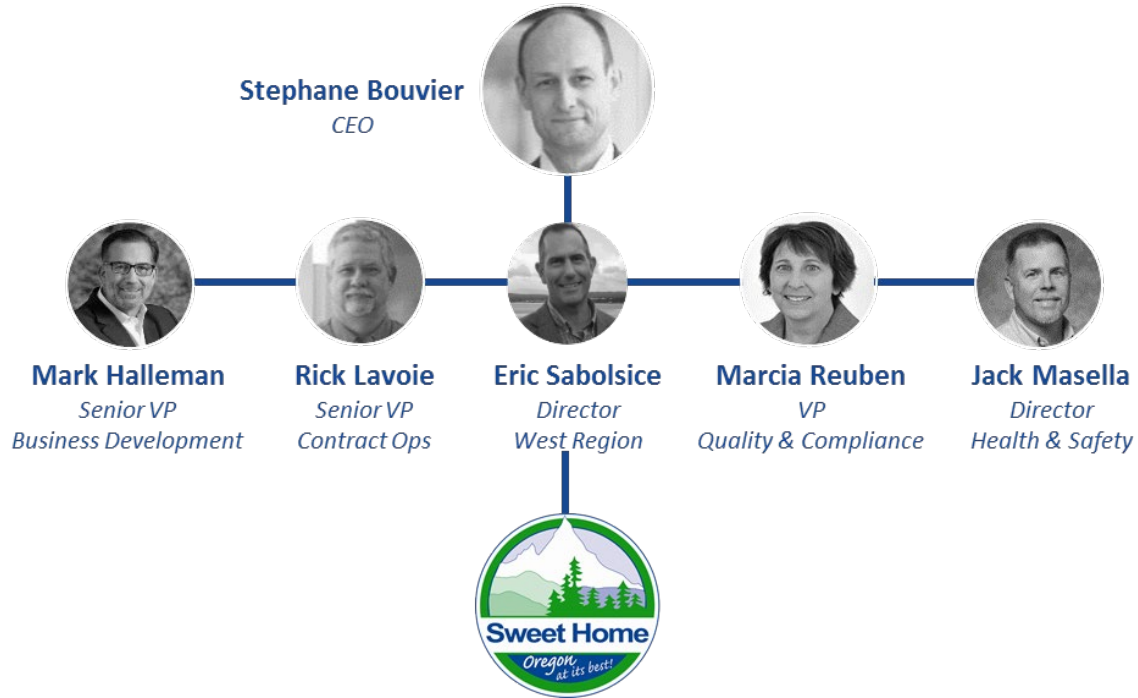 Stephane Bouvier
CEO
Mark Halleman
Senior VP
Business Development
Rick Lavoie
Senior VP
Contract Ops
Eric Sabolsice
Director
West Region
Marcia Reuben
VP
Quality & Compliance
Jack Masella
Director
Health & Safety
Sweet Home
Oregon
at its best!